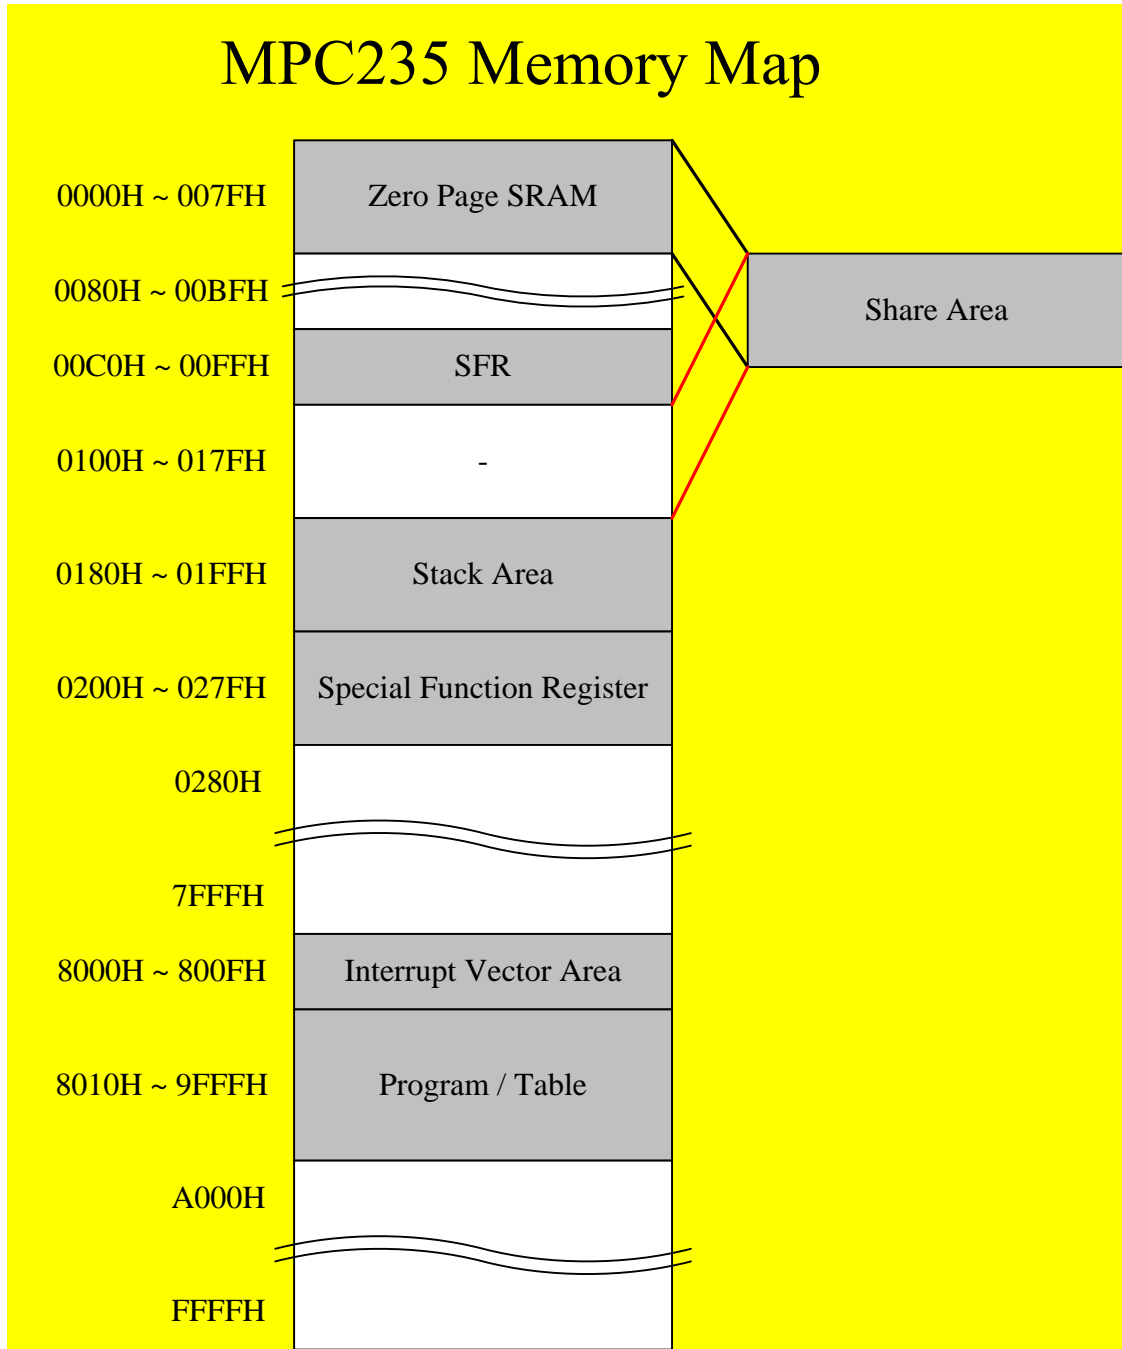 MPC235 Memory Map
0000H ~ 007FH
Zero Page SRAM
0080H ~ 00BFH
Share Area
00C0H ~ 00FFH
SFR
0100H ~ 017FH
-
0180H ~ 01FFH
Stack Area
0200H ~ 027FH
Special Function Register
0280H
7FFFH
8000H ~ 800FH
Interrupt Vector Area
8010H ~ 9FFFH
Program / Table
A000H
FFFFH